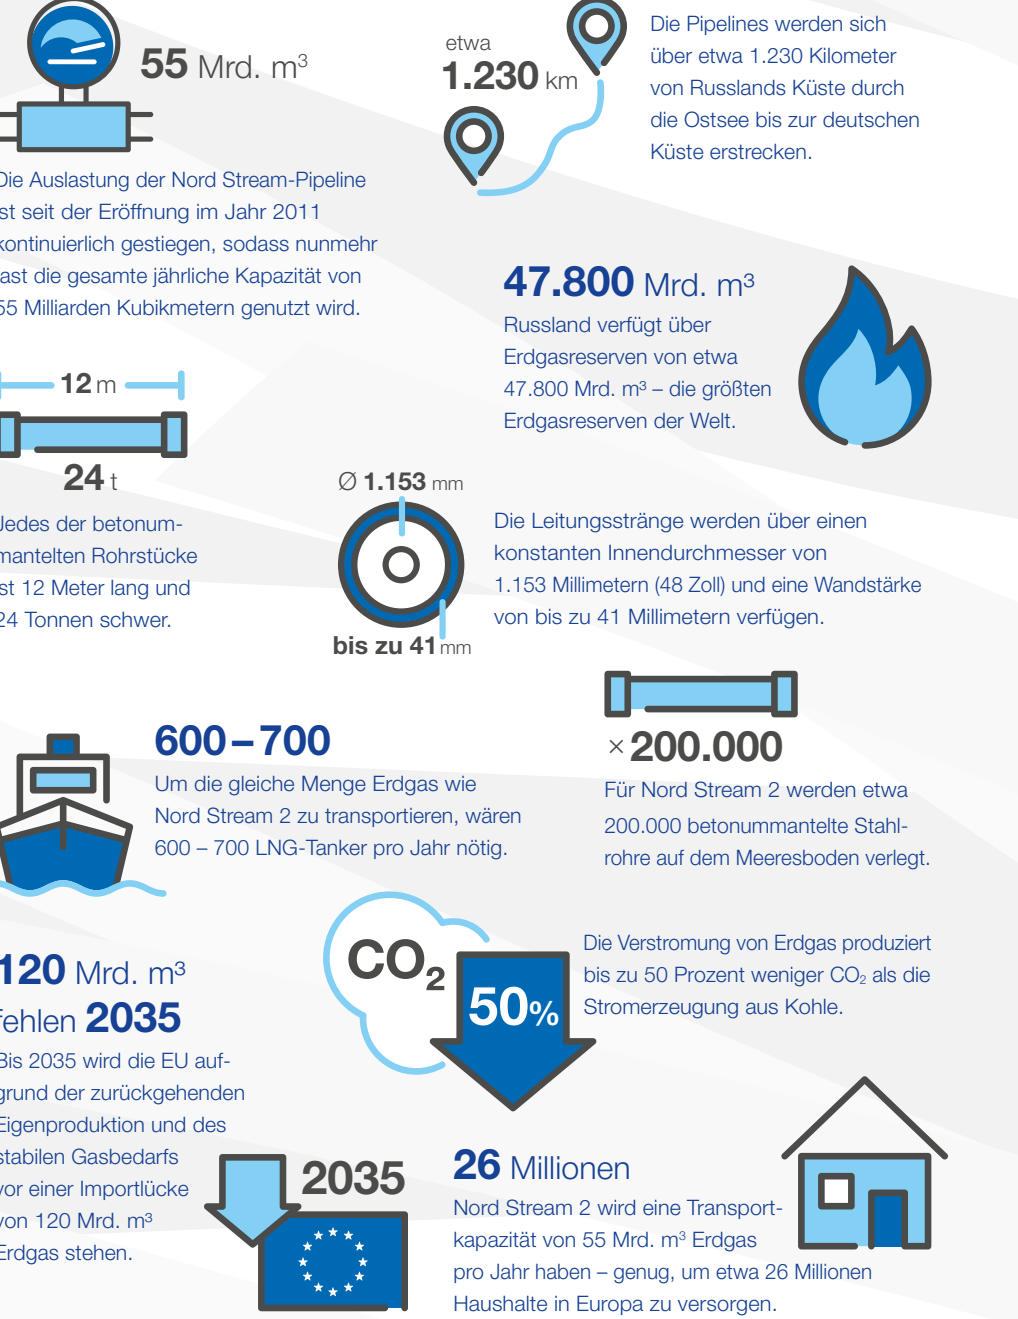 55 Mrd. m³
Die Auslastung der Nord Stream-Pipeline
ist seit der Eröffnung im Jahr 2011
kontinuierlich gestiegen, sodass nunmehr
fast die gesamte jährliche Kapazität von
55 Milliarden Kubikmetern genutzt wird.
etwa
1.230 km
Die Pipelines werden sich
über etwa 1.230 Kilometer
von Russlands Küste durch
die Ostsee bis zur deutschen
Küste erstrecken.
47.800 Mrd. m³
Russland verfügt über
Erdgasreserven von etwa
47.800 Mrd. m³ – die größten
Erdgasreserven der Welt.
12 m
24 t
Jedes der betonum-
mantelten Rohrstücke
ist 12 Meter lang und
24 Tonnen schwer.
Ø 1.153 mm
bis zu 41 mm
Die Leitungsstränge werden über einen
konstanten Innendurchmesser von
1.153 Millimetern (48 Zoll) und eine Wandstärke
von bis zu 41 Millimetern verfügen.
600 – 700
Um die gleiche Menge Erdgas wie
Nord Stream 2 zu transportieren, wären
600 – 700 LNG-Tanker pro Jahr nötig.
× 200.000
Für Nord Stream 2 werden etwa
200.000 betonummantelte Stahl-
rohre auf dem Meeresboden verlegt.
CO₂
50%
Die Verstromung von Erdgas produziert
bis zu 50 Prozent weniger CO₂ als die
Stromerzeugung aus Kohle.
120 Mrd. m³
fehlen 2035
Bis 2035 wird die EU auf-
grund der zurückgehenden
Eigenproduktion und des
stabilen Gasbedarfs
vor einer Importlücke
von 120 Mrd. m³
Erdgas stehen.
2035
26 Millionen
Nord Stream 2 wird eine Transport-
kapazität von 55 Mrd. m³ Erdgas
pro Jahr haben – genug, um etwa 26 Millionen
Haushalte in Europa zu versorgen.